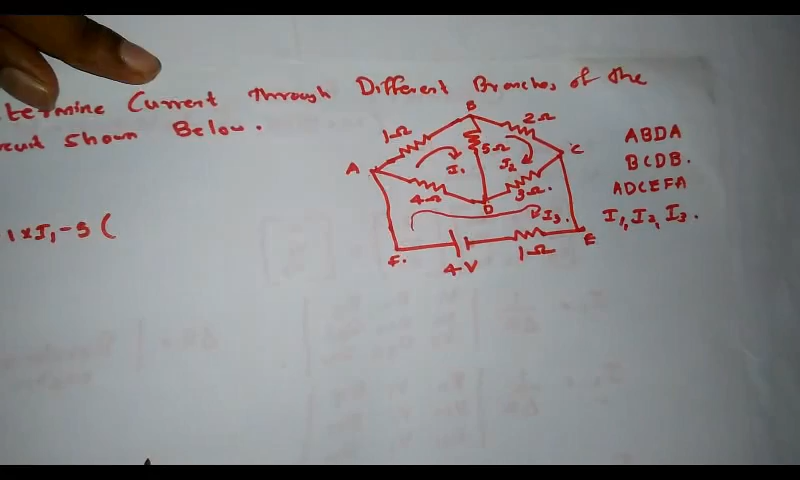 termine Current through Different Branches of the
rcuit shown Below.
B
1Ω
2Ω
5Ω
A
I₁
I₂
C
4Ω
3Ω.
D
I₃.
F.
4V
1Ω
E
ABDA
BCDB.
ADCEFA
I₁, I₂, I₃.
1 x I₁ - 5 (